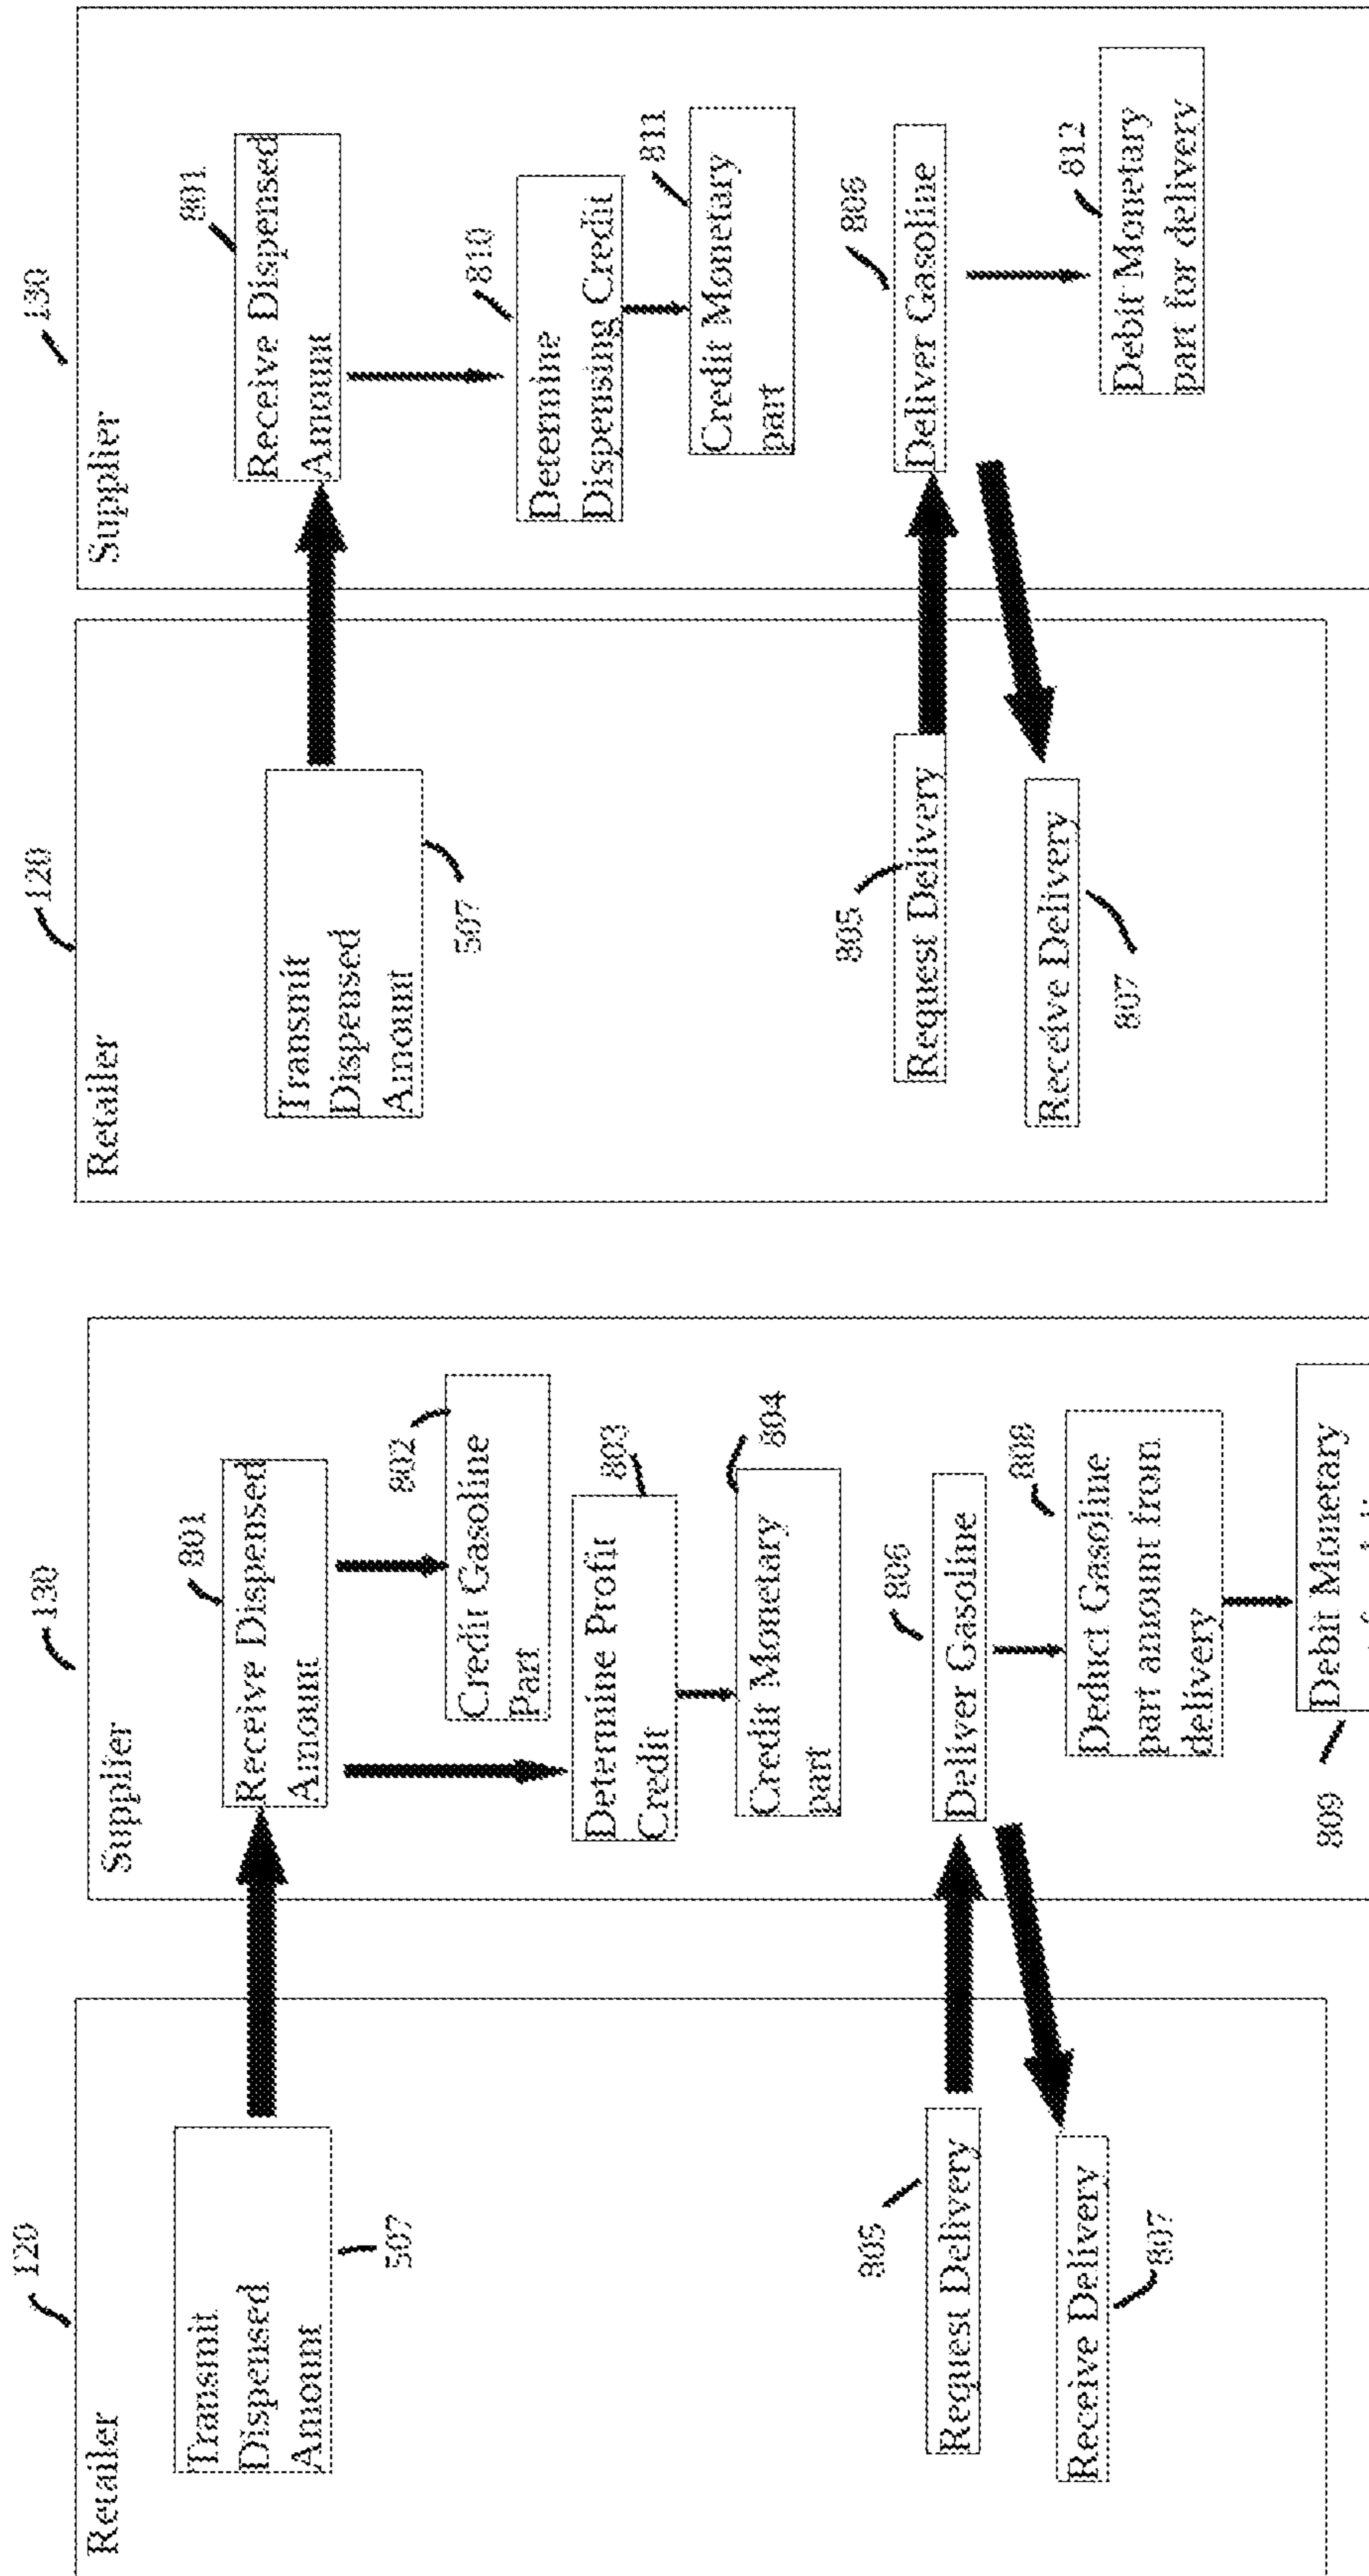 120
Retailer
Transmit
Dispensed
Amount
507
805
Request Delivery
Receive Delivery
807
130
Supplier
801
Receive Dispensed
Amount
802
Credit Gasoline
Part
803
Determine Profit
Credit
804
Credit Monetary
part
806
Deliver Gasoline
808
Deduct Gasoline
part amount from
delivery
809
Debit Monetary
120
Retailer
Transmit
Dispensed
Amount
507
805
Request Delivery
Receive Delivery
807
130
Supplier
801
Receive Dispensed
Amount
810
Determine
Dispensing Credit
811
Credit Monetary
part
806
Deliver Gasoline
812
Debit Monetary
part for delivery